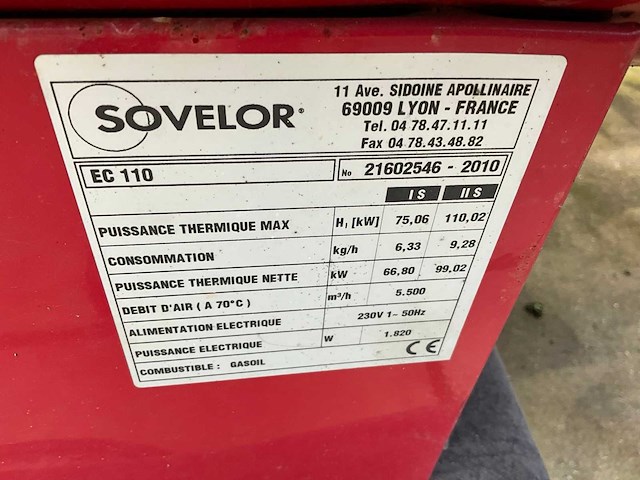 SOVELOR®
11 Ave. SIDOINE APOLLINAIRE
69009 LYON - FRANCE
Tel. 04 78.47.11.11
Fax 04 78.43.48.82
EC 110
No 21602546 - 2010
I S II S
PUISSANCE THERMIQUE MAX H₁ [kW] 75,06 110,02
CONSOMMATION kg/h 6,33 9,28
PUISSANCE THERMIQUE NETTE kW 66,80 99,02
DEBIT D'AIR ( A 70°C ) m³/h 5.500
ALIMENTATION ELECTRIQUE 230V 1~ 50Hz
PUISSANCE ELECTRIQUE W 1.820
COMBUSTIBLE : GASOIL CE